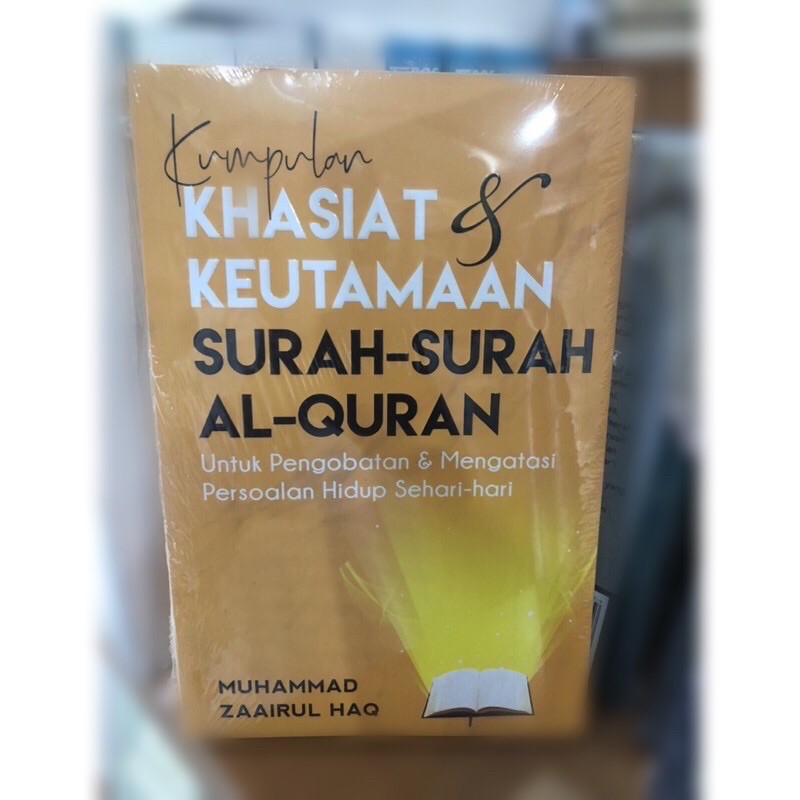 Kumpulan
KHASIAT &
KEUTAMAAN
SURAH-SURAH
AL-QURAN
Untuk Pengobatan & Mengatasi
Persoalan Hidup Sehari-hari
MUHAMMAD
ZAAIRUL HAQ